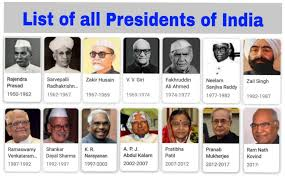 List of all Presidents of India
Rajendra Prasad 1950-1962
Sarvepalli Radhakrishn... 1962-1967
Zakir Husain 1967-1969
V. V. Giri 1969-1974
Fakhruddin Ali Ahmed 1974-1977
Neelam Sanjiva Reddy 1977-1982
Zail Singh 1982-1987
Ramaswamy Venkataram... 1987-1992
Shankar Dayal Sharma 1992-1997
K. R. Narayanan 1997-2002
A. P. J. Abdul Kalam 2002-2007
Pratibha Patil 2007-2012
Pranab Mukherjee 2012-2017
Ram Nath Kovind 2017-